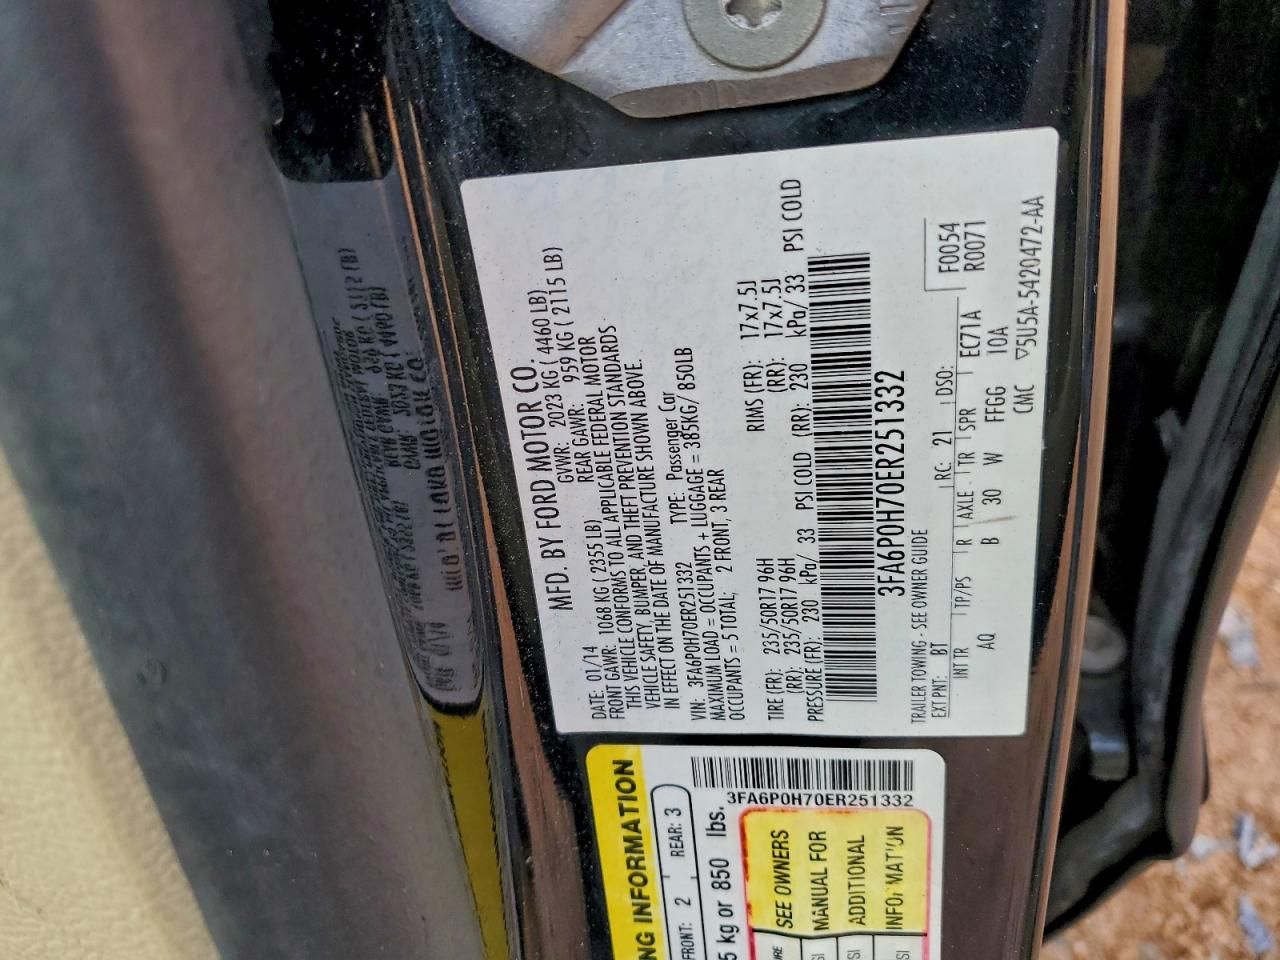 MFD. BY FORD MOTOR CO.
DATE: 01/14 GVWR: 2023 KG ( 4460 LB)
FRONT GAWR: 1068 KG ( 2355 LB) REAR GAWR: 959 KG ( 2115 LB)
THIS VEHICLE CONFORMS TO ALL APPLICABLE FEDERAL MOTOR
VEHICLE SAFETY, BUMPER, AND THEFT PREVENTION STANDARDS
IN EFFECT ON THE DATE OF MANUFACTURE SHOWN ABOVE.
VIN: 3FA6P0H70ER251332 TYPE: Passenger Car
MAXIMUM LOAD = OCCUPANTS + LUGGAGE = 385KG/ 850LB
OCCUPANTS = 5 TOTAL; 2 FRONT, 3 REAR
TIRE (FR): 235/50R17 96H RIMS (FR): 17x7.5J
(RR): 235/50R17 96H (RR): 17x7.5J
PRESSURE (FR): 230 kPa/ 33 PSI COLD (RR): 230 kPa/ 33 PSI COLD
3FA6P0H70ER251332
TRAILER TOWING - SEE OWNER GUIDE
F0054
R0071
EXT PNT: BT RC: 21 DSO:
INT TR TP/PS R AXLE TR SPR EC71A
AQ B 30 W FFGG 10A
CMC ▽5U5A-5420472-AA
NG INFORMATION
FRONT: 2 REAR: 3
5 kg or 850 lbs.
3FA6P0H70ER251332
SEE OWNERS
MANUAL FOR
ADDITIONAL
INFORMATION